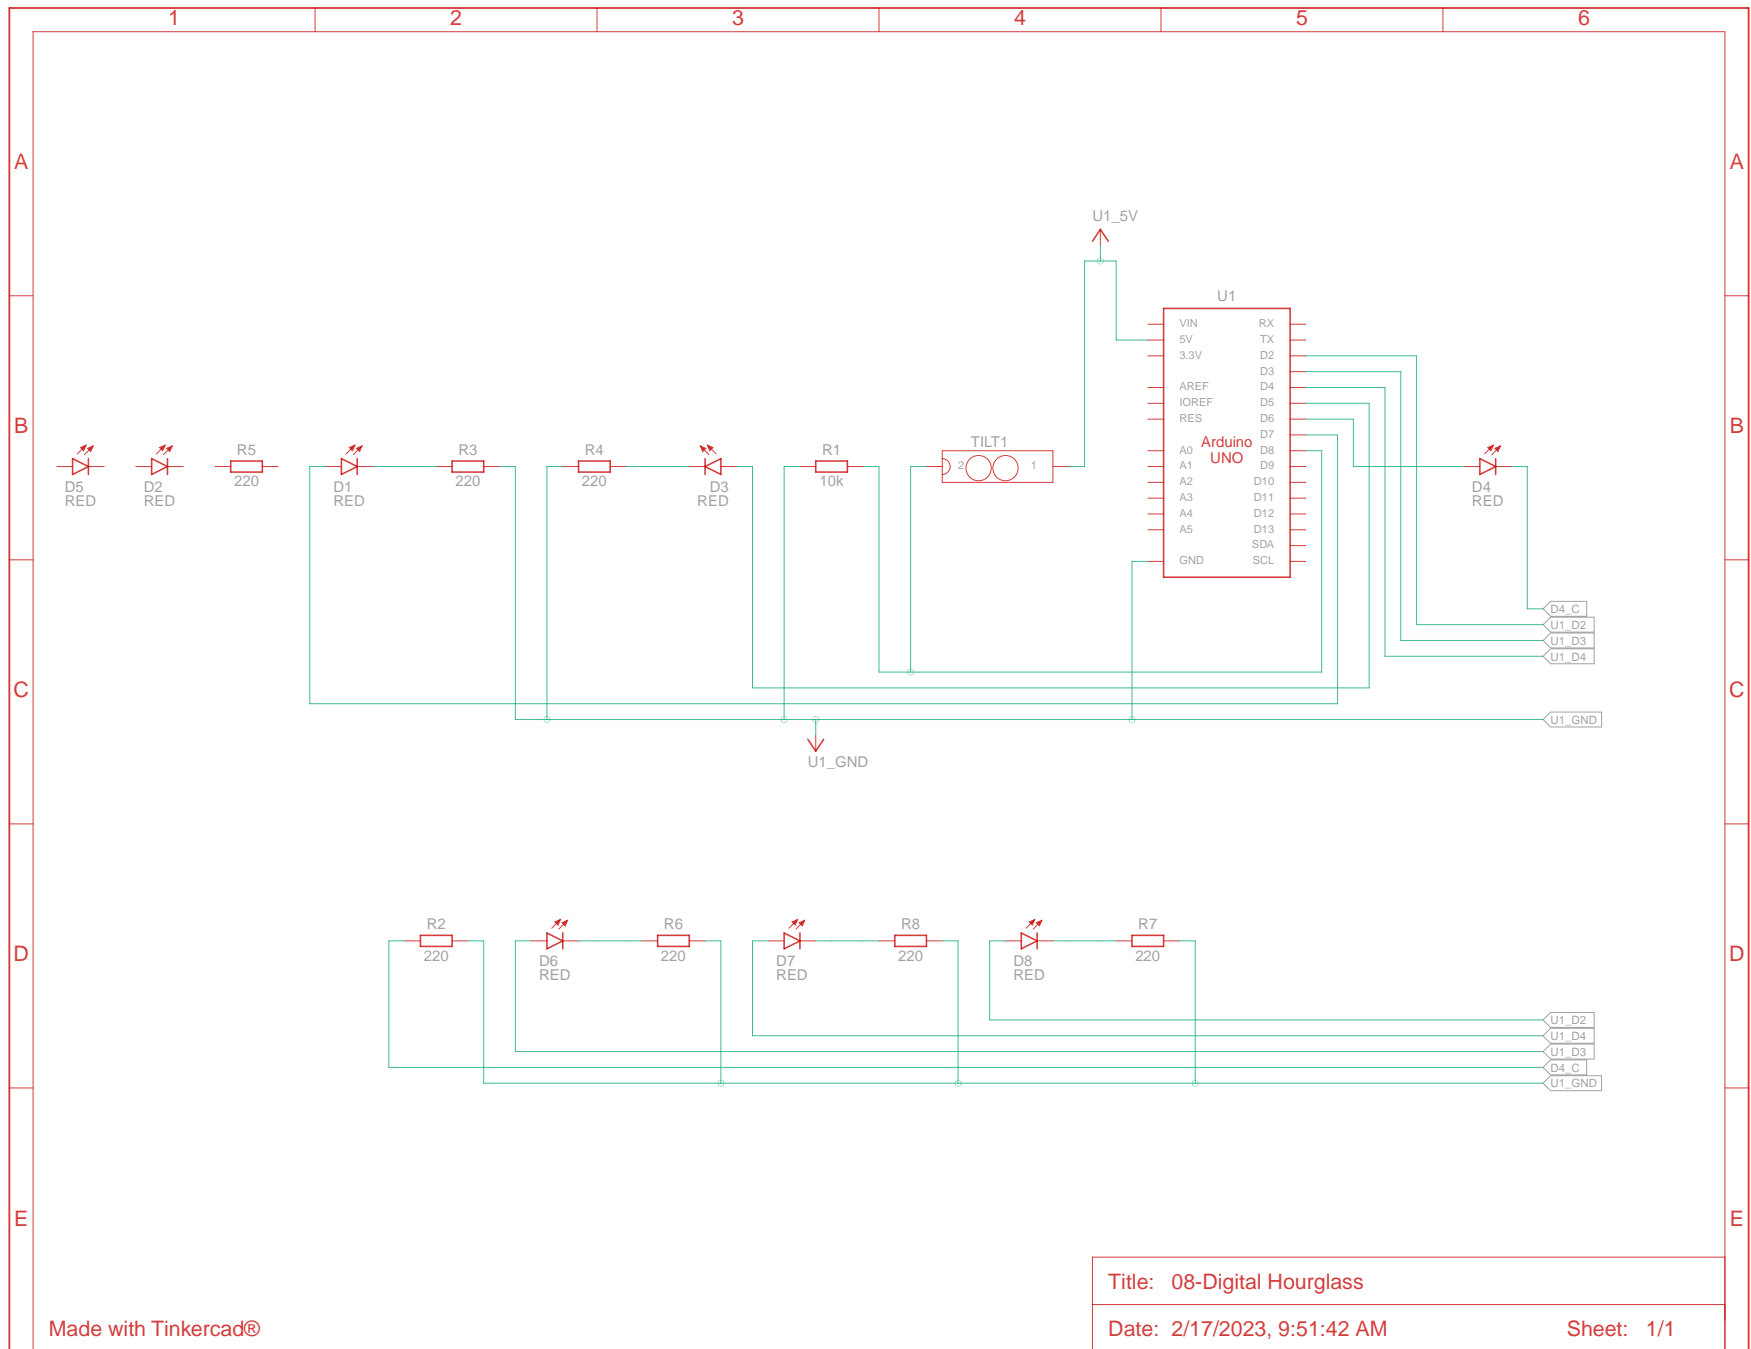 1 2 3 4 5 6
A A
U1_5V
U1
VIN RX
5V TX
3.3V D2
D3
AREF D4
IOREF D5
RES D6
D7
B B
Arduino
UNO
A0 D8
A1 D9
A2 D10
A3 D11
A4 D12
A5 D13
SDA
GND SCL
R5 R3 R4 R1 TILT1
2 1
220 220 220 10k
D5 D2 D1 D3 D4
RED RED RED RED RED
D4_C
U1_D2
U1_D3
U1_D4
C C
U1_GND
U1_GND
R2 R6 R8 R7
D D
220 220 220 220
D6 D7 D8
RED RED RED
U1_D2
U1_D4
U1_D3
D4_C
U1_GND
E E
Title: 08-Digital Hourglass
Made with Tinkercad®
Date: 2/17/2023, 9:51:42 AM Sheet: 1/1